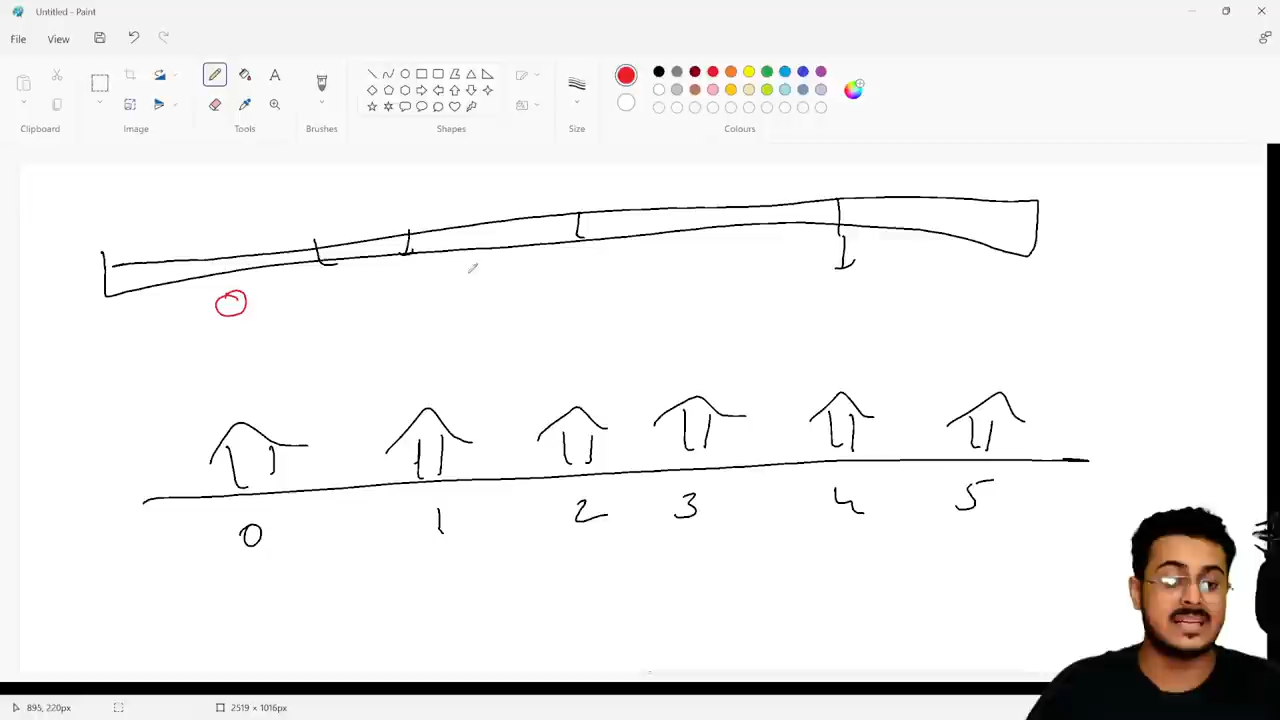 Untitled - Paint
File View
Clipboard Image Tools Brushes Shapes Size Colours
0 1 2 3 4 5
895, 220px 2519 × 1016px